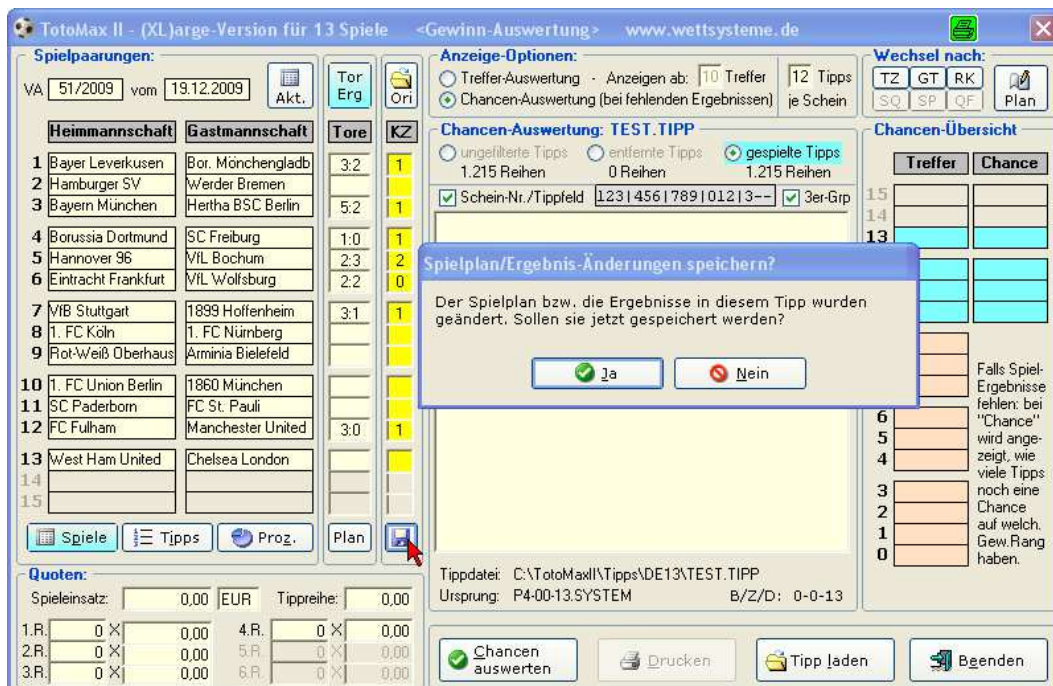 TotoMax II - (XL)arge-Version für 13 Spiele <Gewinn-Auswertung> www.wettsysteme.de
Spielpaarungen:
VA 51/2009 vom 19.12.2009 Akt.
Tor Erg
Ori
Heimmannschaft Gastmannschaft Tore KZ
1 Bayer Leverkusen Bor. Mönchengladb 3:2 1
2 Hamburger SV Werder Bremen
3 Bayern München Hertha BSC Berlin 5:2 1
4 Borussia Dortmund SC Freiburg 1:0 1
5 Hannover 96 VfL Bochum 2:3 2
6 Eintracht Frankfurt VfL Wolfsburg 2:2 0
7 VfB Stuttgart 1899 Hoffenheim 3:1 1
8 1. FC Köln 1. FC Nürnberg
9 Rot-Weiß Oberhaus Arminia Bielefeld
10 1. FC Union Berlin 1860 München
11 SC Paderborn FC St. Pauli
12 FC Fulham Manchester United 3:0 1
13 West Ham United Chelsea London
14
15
Spiele Tipps Proz. Plan
Quoten:
Spieleinsatz: 0,00 EUR Tippreihe: 0,00
1.R. 0 X 0,00 4.R. 0 X 0,00
2.R. 0 X 0,00 5.R. 0 X 0,00
3.R. 0 X 0,00 6.R. 0 X 0,00
Anzeige-Optionen:
Treffer-Auswertung - Anzeigen ab: 10 Treffer 12 Tipps
Chancen-Auswertung (bei fehlenden Ergebnissen) je Schein
Chancen-Auswertung: TEST.TIPP
ungefilterte Tipps entfernte Tipps gespielte Tipps
1.215 Reihen 0 Reihen 1.215 Reihen
Schein-Nr./Tippfeld 123|456|789|012|3-- 3er-Grp
Spielplan/Ergebnis-Änderungen speichern?
Der Spielplan bzw. die Ergebnisse in diesem Tipp wurden
geändert. Sollen sie jetzt gespeichert werden?
Ja Nein
Tippdatei: C:\TotoMaxII\Tipps\DE13\TEST.TIPP
Ursprung: P4-00-13.SYSTEM B/Z/D: 0-0-13
Chancen
auswerten
Drucken
Tipp laden
Beenden
Wechsel nach:
TZ GT RK
SQ SP QF
Plan
Chancen-Übersicht
Treffer Chance
15
14
13
6
5
4
3
2
1
0
Falls Spiel-
Ergebnisse
fehlen: bei
"Chance"
wird ange-
zeigt, wie
viele Tipps
noch eine
Chance
auf welch.
Gew.Rang
haben.